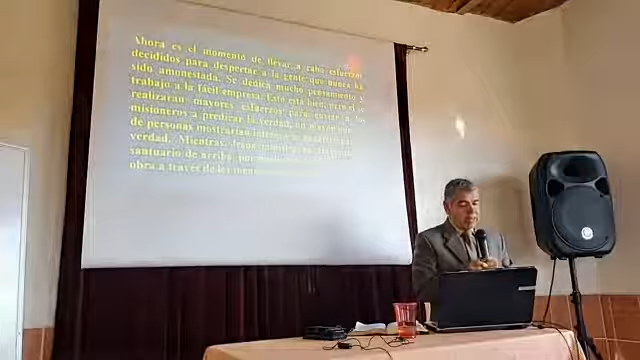 Ahora es el momento de llevar a cabo esfuerzos
decididos para despertar a la gente que nunca ha
sido amonestada. Se dedica mucho pensamiento y
trabajo a la fácil empresa. Esto está bien, pero si se
realizaran mayores esfuerzos para enviar a los
misioneros a predicar la verdad, un
de personas mostrarían interés
verdad. Mientras
santuario de arriba,
obra a través de